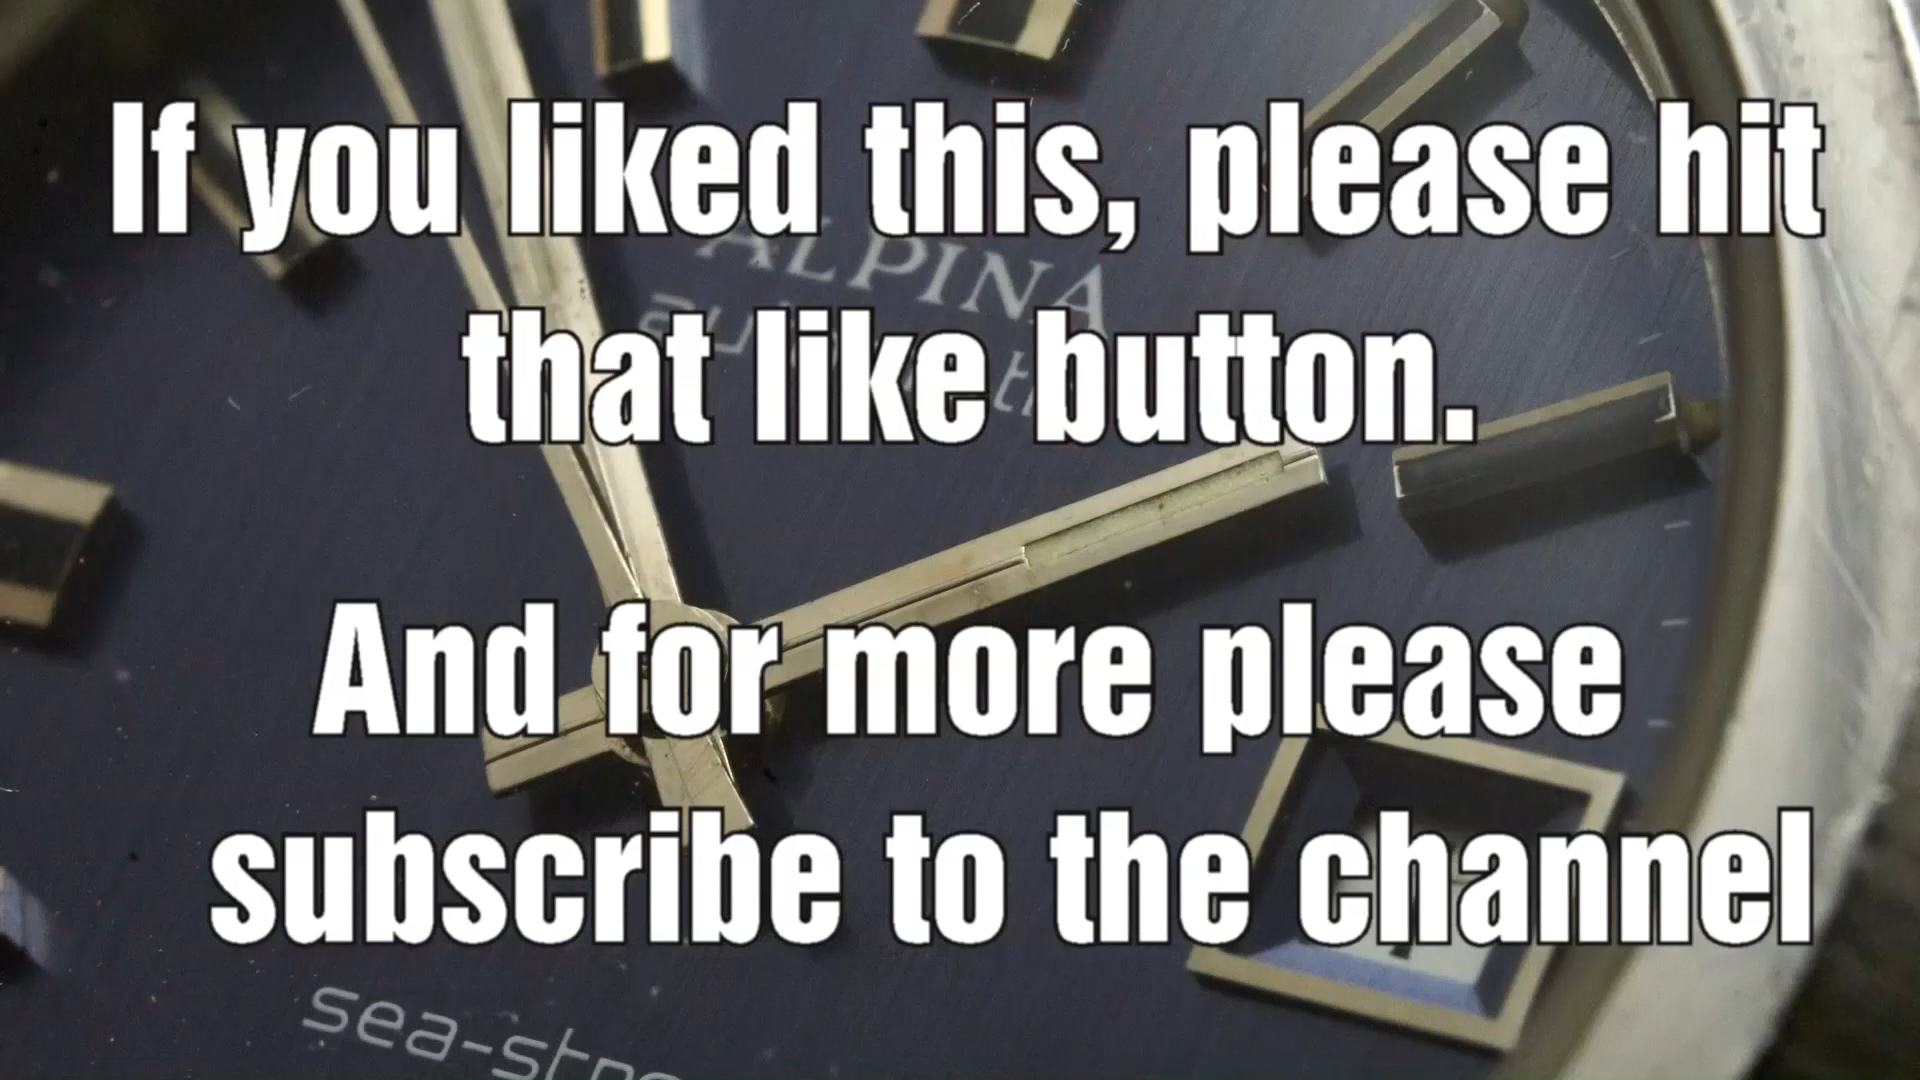 If you liked this, please hit
ALPINA
that like button.
And for more please
subscribe to the channel